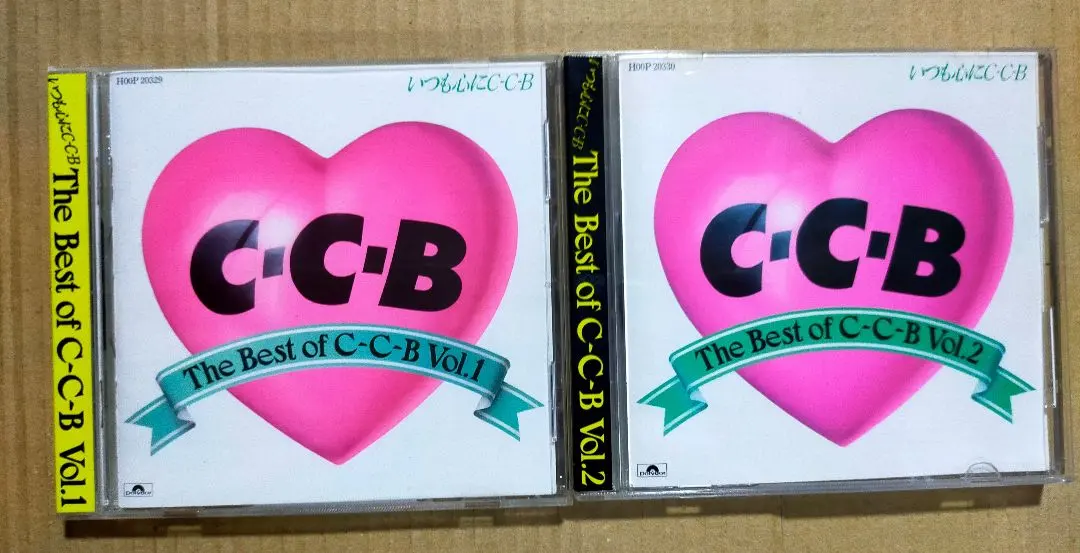 いつも心にC-C-B The Best of C-C-B Vol.1
H00P 20329
いつも心にC-C-B
C-C-B
The Best of C-C-B Vol.1
Polydor
いつも心にC-C-B The Best of C-C-B Vol.2
H00P 20330
いつも心にC-C-B
C-C-B
The Best of C-C-B Vol.2
Polydor